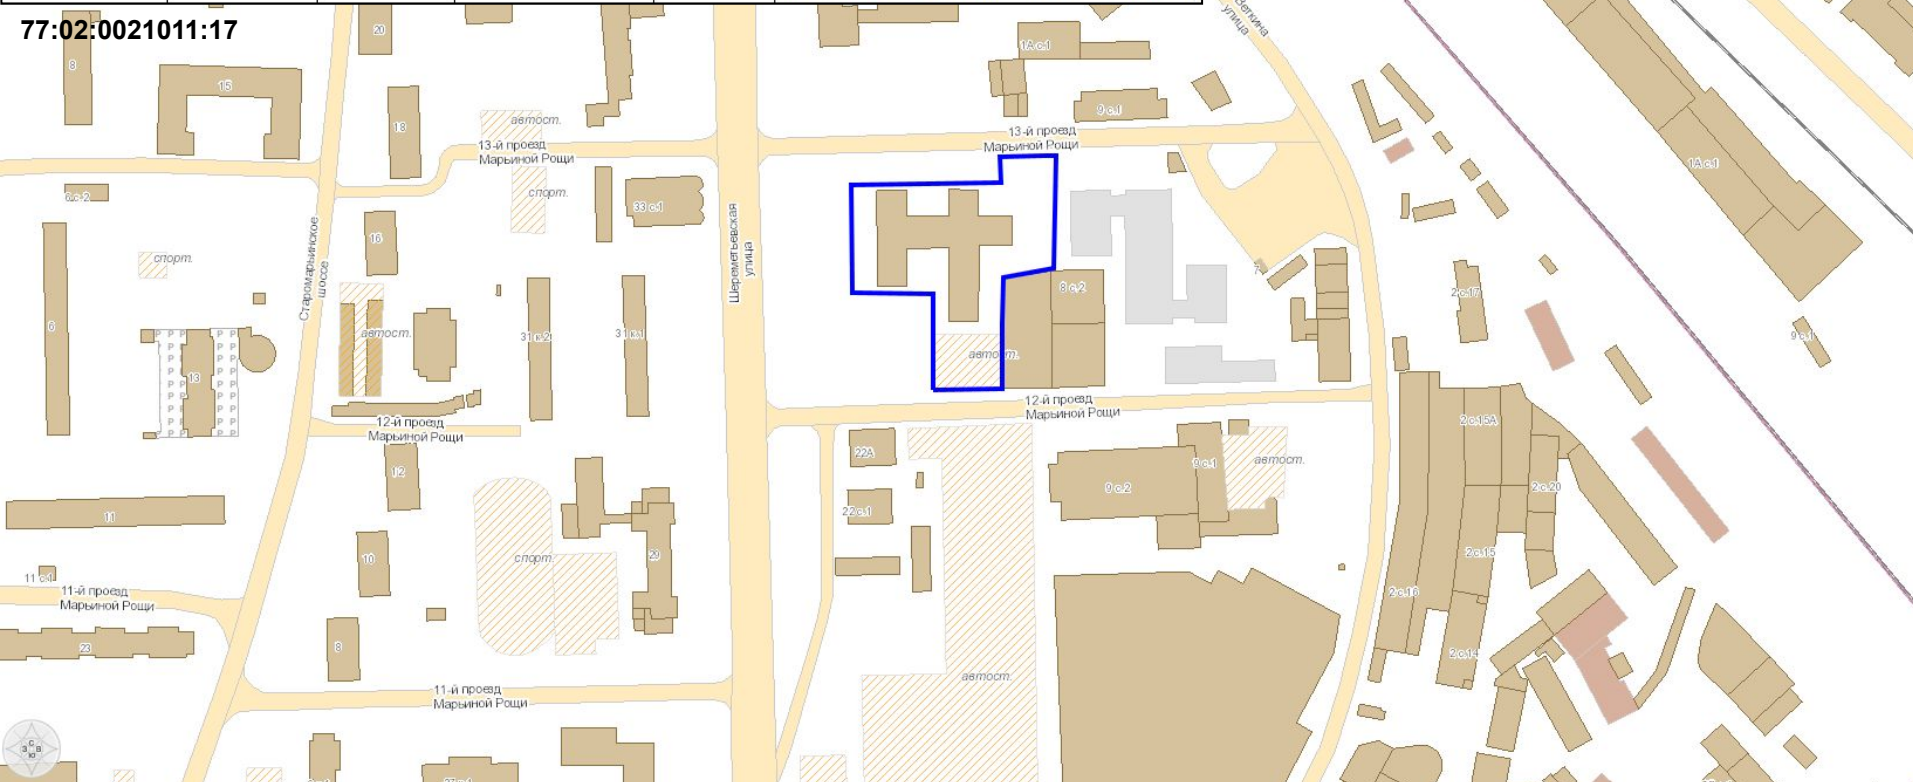 77:02:0021011:17
Веткина
улица
20
8
15
1А с.1
18
9 с.1
автост.
13-й проезд
Марьиной Рощи
13-й проезд
Марьиной Рощи
1А с.1
6 с.2
спорт.
33 с.1
16
Старомарьинское
шоссе
Шереметьевская
улица
спорт.
7
8 с.2
2 с.17
6
автост.
31 к.2
31 к.1
9 с.1
автост.
13
P P P P
12-й проезд
Марьиной Рощи
12-й проезд
Марьиной Рощи
2 с.15А
22А
12
9 с.2
9 с.1
автост.
2 с.20
11
22 с.1
спорт.
29
10
2 с.15
11 с.1
11-й проезд
Марьиной Рощи
2 с.16
23
8
2 с.14
автост.
11-й проезд
Марьиной Рощи
С
З В
Ю